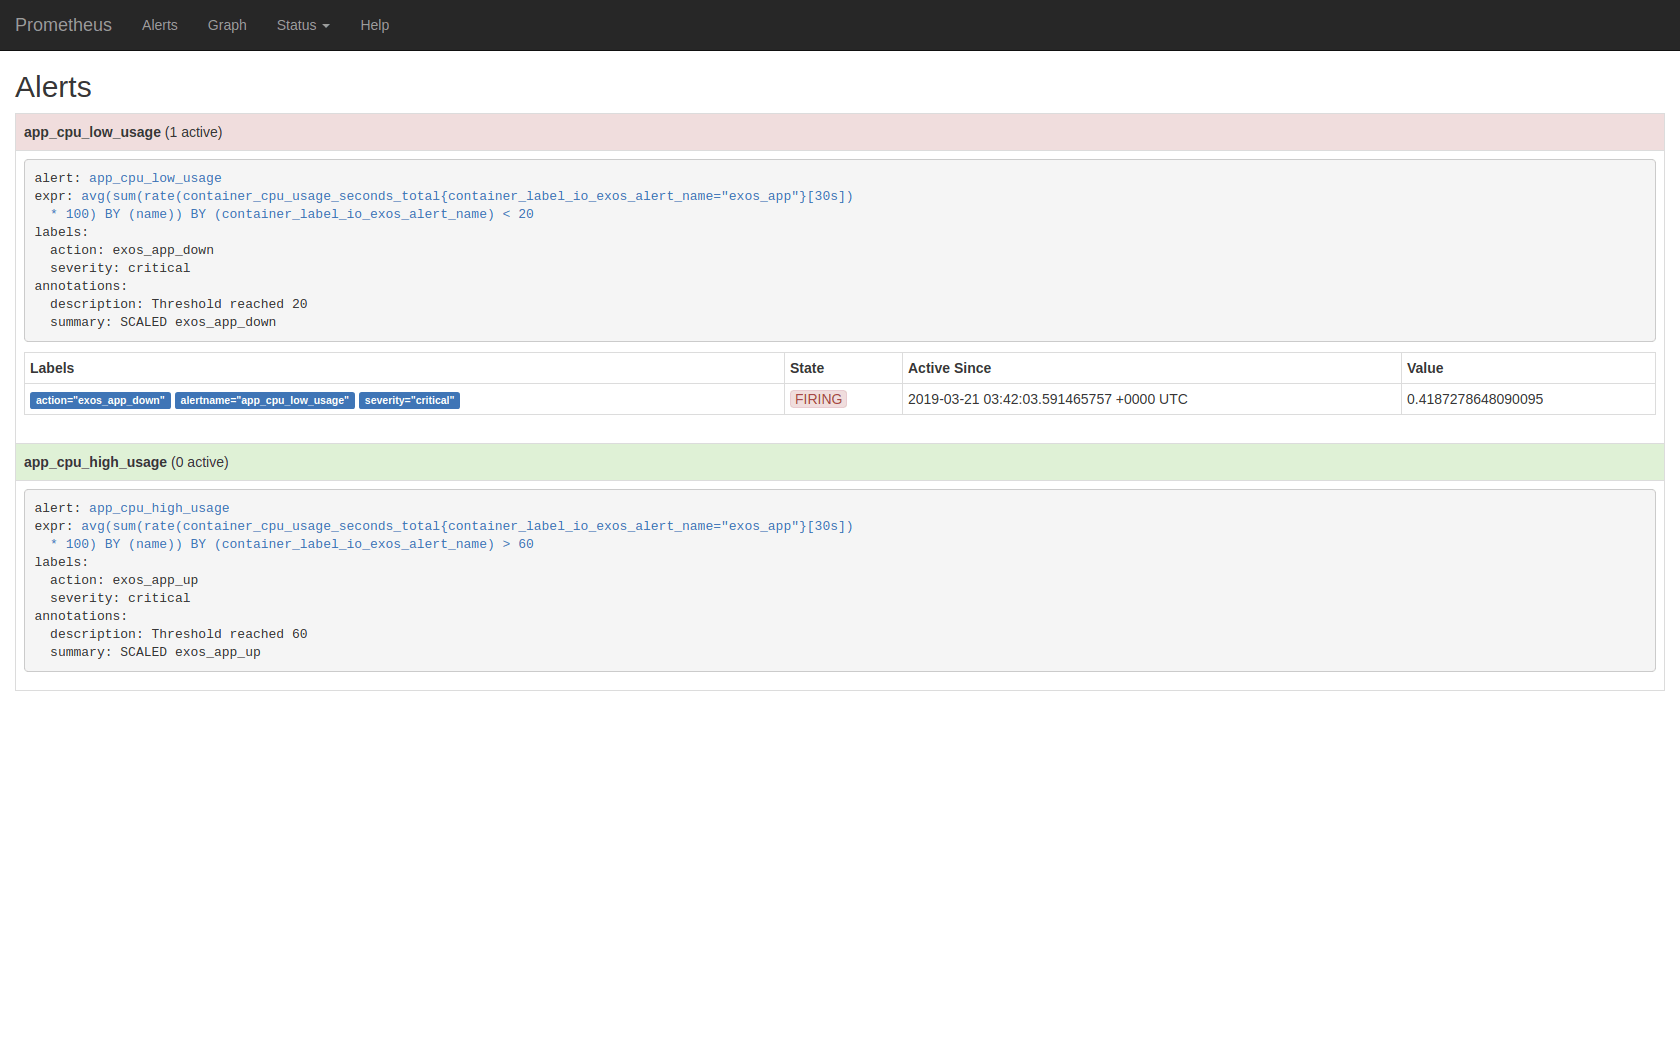 Prometheus Alerts Graph Status Help
Alerts
app_cpu_low_usage (1 active)
alert: app_cpu_low_usage
expr: avg(sum(rate(container_cpu_usage_seconds_total{container_label_io_exos_alert_name="exos_app"}[30s])
  * 100) BY (name)) BY (container_label_io_exos_alert_name) < 20
labels:
  action: exos_app_down
  severity: critical
annotations:
  description: Threshold reached 20
  summary: SCALED exos_app_down
Labels State Active Since Value
action="exos_app_down" alertname="app_cpu_low_usage" severity="critical" FIRING 2019-03-21 03:42:03.591465757 +0000 UTC 0.4187278648090095
app_cpu_high_usage (0 active)
alert: app_cpu_high_usage
expr: avg(sum(rate(container_cpu_usage_seconds_total{container_label_io_exos_alert_name="exos_app"}[30s])
  * 100) BY (name)) BY (container_label_io_exos_alert_name) > 60
labels:
  action: exos_app_up
  severity: critical
annotations:
  description: Threshold reached 60
  summary: SCALED exos_app_up